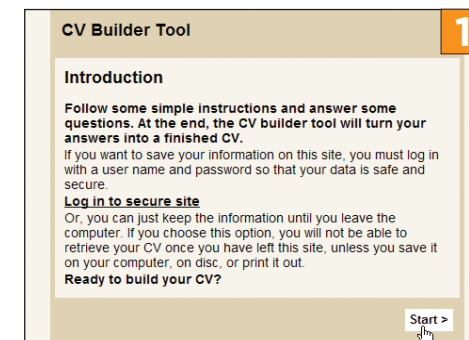 CV Builder Tool
1
Introduction
Follow some simple instructions and answer some
questions. At the end, the CV builder tool will turn your
answers into a finished CV.
If you want to save your information on this site, you must log in
with a user name and password so that your data is safe and
secure.
Log in to secure site
Or, you can just keep the information until you leave the
computer. If you choose this option, you will not be able to
retrieve your CV once you have left this site, unless you save it
on your computer, on disc, or print it out.
Ready to build your CV?
Start >